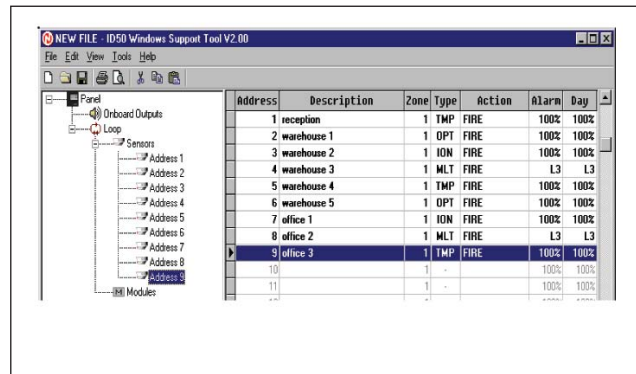 NEW FILE - ID50 Windows Support Tool V2.00
File Edit View Tools Help
Panel
Onboard Outputs
Loop
Sensors
Address 1
Address 2
Address 3
Address 4
Address 5
Address 6
Address 7
Address 8
Address 9
M Modules
Address Description Zone Type Action Alarm Day
1 reception 1 TMP FIRE 100% 100%
2 warehouse 1 1 OPT FIRE 100% 100%
3 warehouse 2 1 ION FIRE 100% 100%
4 warehouse 3 1 MLT FIRE L3 L3
5 warehouse 4 1 TMP FIRE 100% 100%
6 warehouse 5 1 OPT FIRE 100% 100%
7 office 1 1 ION FIRE 100% 100%
8 office 2 1 MLT FIRE L3 L3
9 office 3 1 TMP FIRE 100% 100%
10 1 - 100% 100%
11 1 - 100% 100%